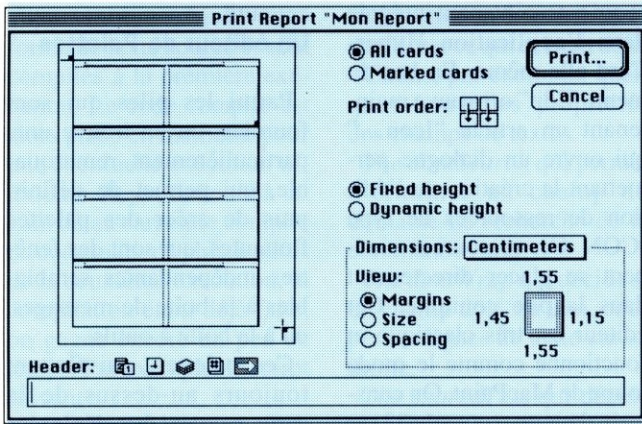 Print Report "Mon Report"
All cards
Marked cards
Print...
Cancel
Print order:
Fixed height
Dynamic height
Dimensions: Centimeters
View:
Margins
Size
Spacing
1,55
1,45
1,15
1,55
Header: